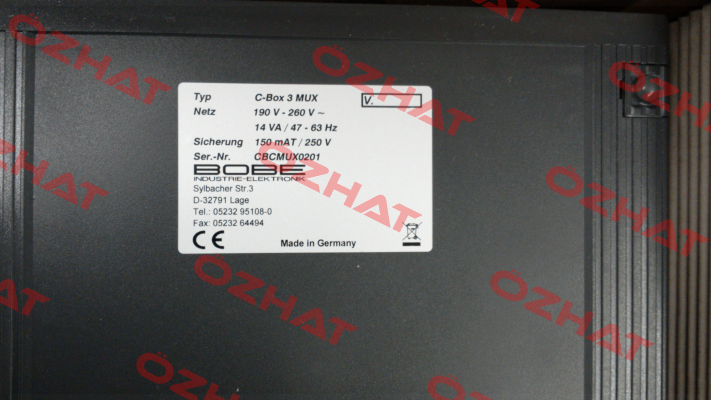 Typ C-Box 3 MUX V.
Netz 190 V - 260 V ~
14 VA / 47 - 63 Hz
Sicherung 150 mAT / 250 V
Ser.-Nr. CBCMUX0201
BOBE
INDUSTRIE-ELEKTRONIK
Sylbacher Str.3
D-32791 Lage
Tel.: 05232 95108-0
Fax: 05232 64494
CE Made in Germany
OZHAT
OZHAT
OZHAT
OZHAT
OZHAT
OZHAT
OZHAT
OZHAT
OZHAT
OZHAT